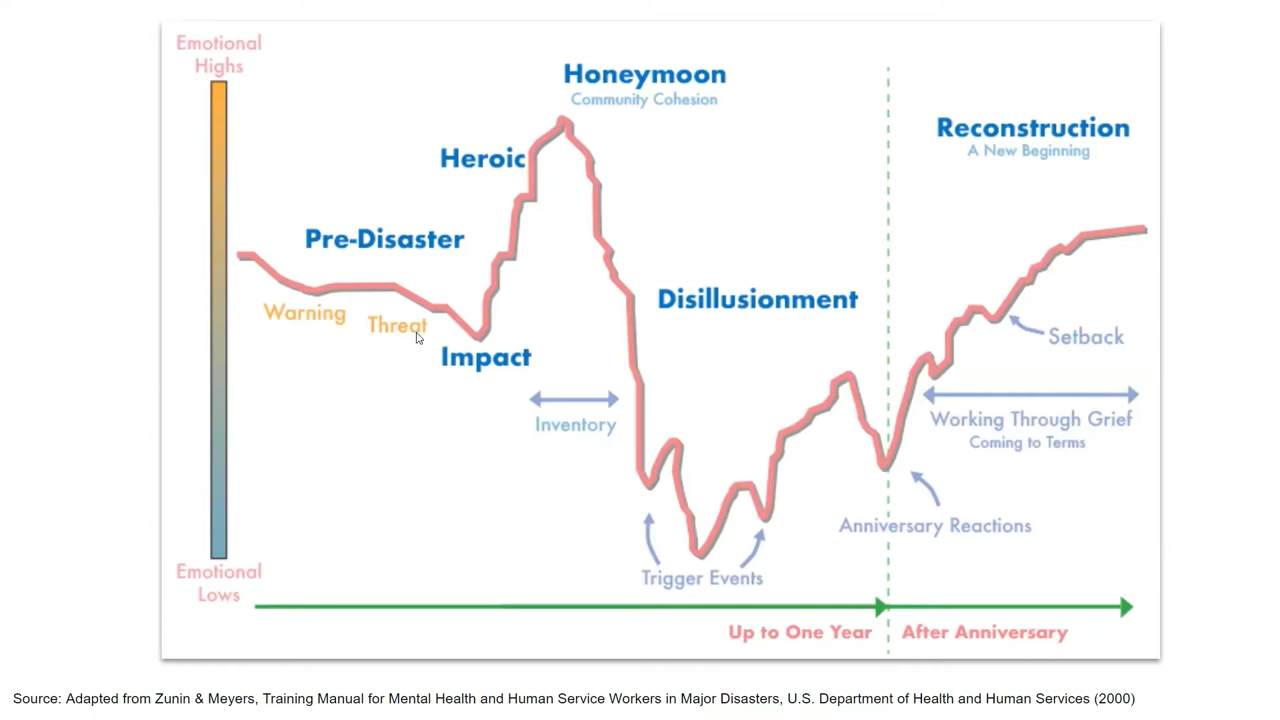 Emotional
Highs
Honeymoon
Community Cohesion
Reconstruction
A New Beginning
Heroic
Pre-Disaster
Warning
Threat
Impact
Disillusionment
Setback
Inventory
Working Through Grief
Coming to Terms
Anniversary Reactions
Trigger Events
Emotional
Lows
Up to One Year
After Anniversary
Source: Adapted from Zunin & Meyers, Training Manual for Mental Health and Human Service Workers in Major Disasters, U.S. Department of Health and Human Services (2000)